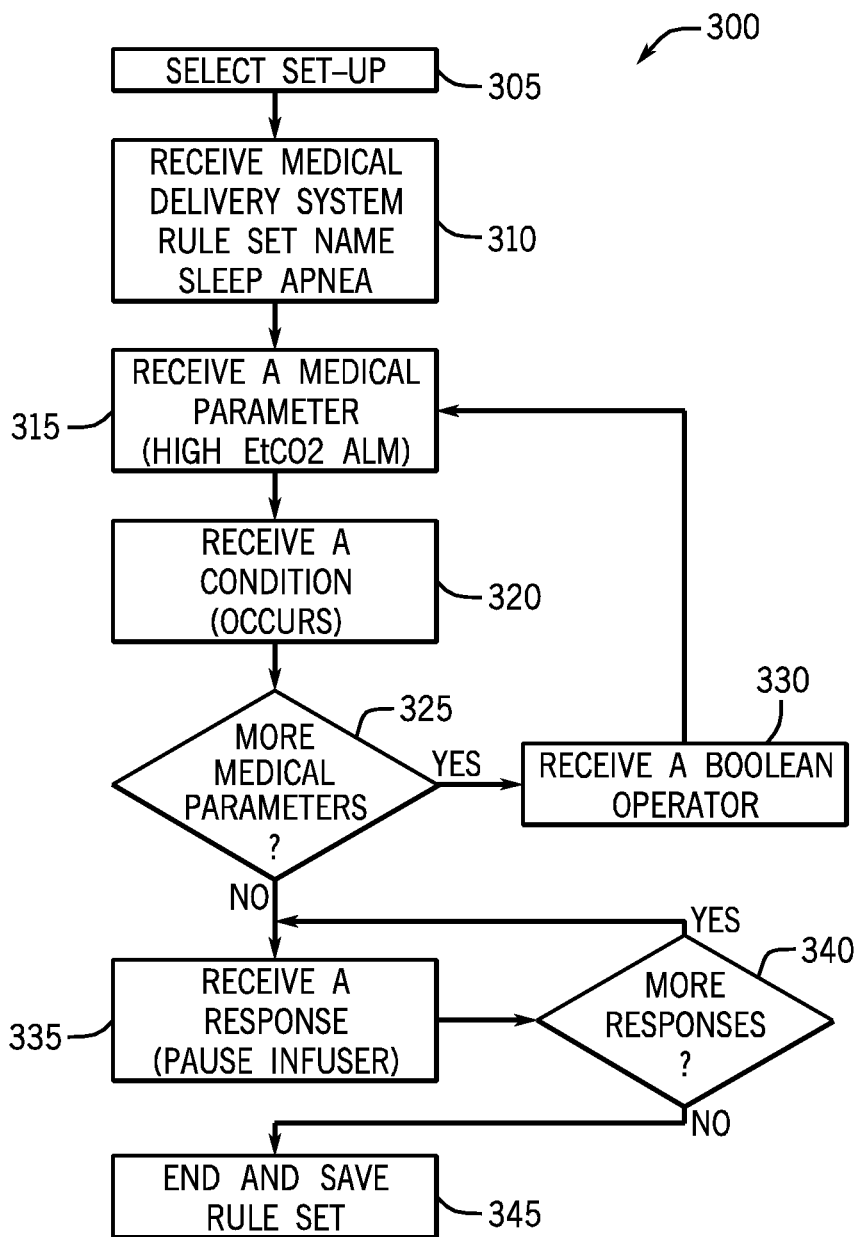 300
SELECT SET-UP
305
RECEIVE MEDICAL
DELIVERY SYSTEM
RULE SET NAME
SLEEP APNEA
310
RECEIVE A MEDICAL
PARAMETER
(HIGH EtCO2 ALM)
315
RECEIVE A
CONDITION
(OCCURS)
320
MORE
MEDICAL
PARAMETERS
?
325
YES
NO
330
RECEIVE A BOOLEAN
OPERATOR
RECEIVE A
RESPONSE
(PAUSE INFUSER)
335
YES
340
MORE
RESPONSES
?
NO
END AND SAVE
RULE SET
345